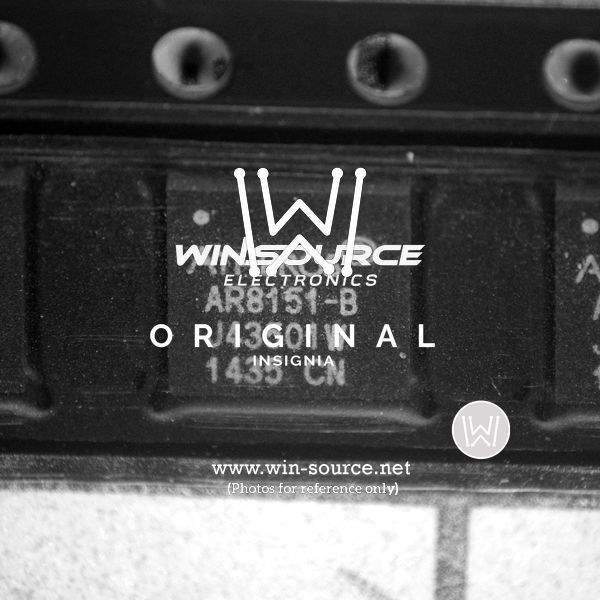 WINSOURCE
ELECTRONICS
AR8151-B
ORIGINAL
INSIGNIA
1435 CN
www.win-source.net
(Photos for reference only)